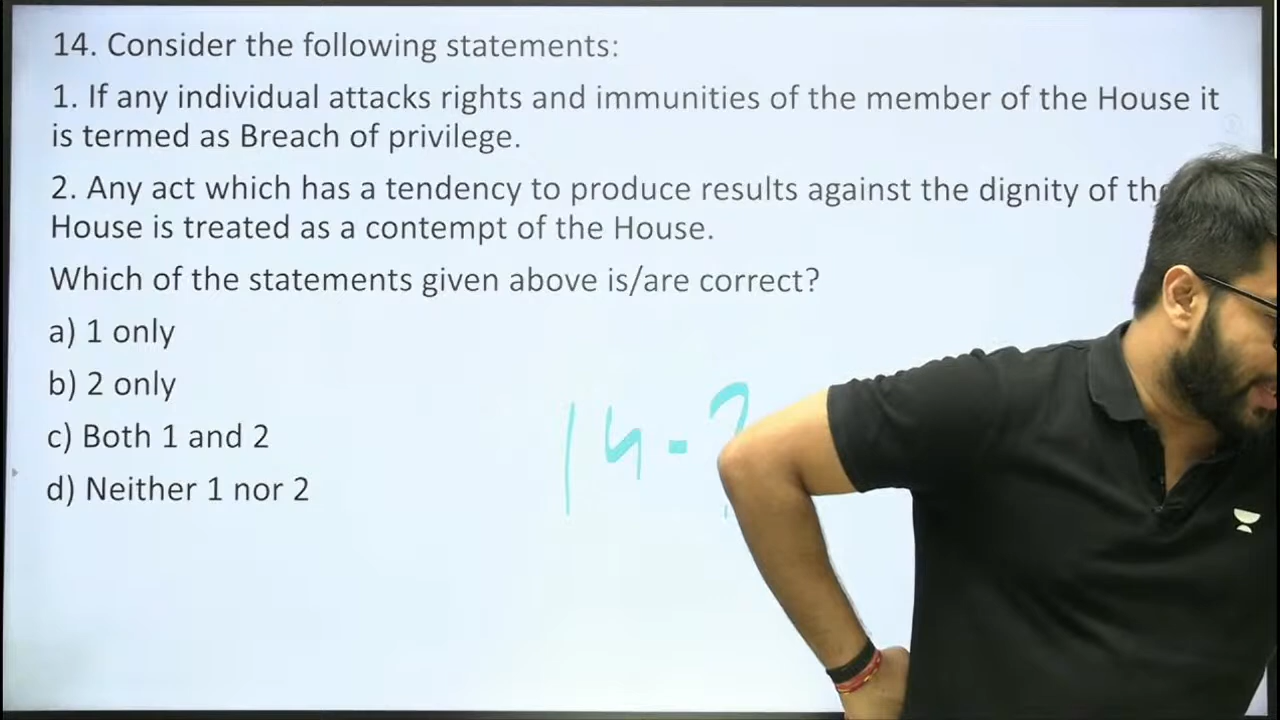 14. Consider the following statements:
1. If any individual attacks rights and immunities of the member of the House it
is termed as Breach of privilege.
2. Any act which has a tendency to produce results against the dignity of the
House is treated as a contempt of the House.
Which of the statements given above is/are correct?
a) 1 only
b) 2 only
c) Both 1 and 2
d) Neither 1 nor 2
14-?